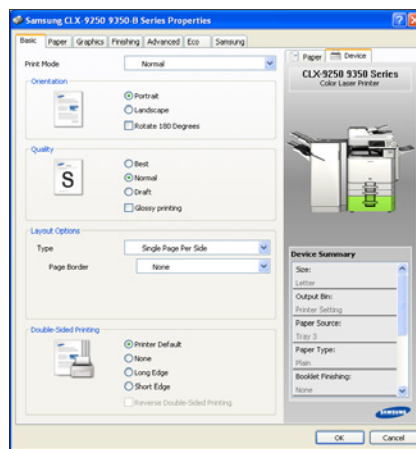 Samsung CLX-9250 9350-B Series Properties
Basic Paper Graphics Finishing Advanced Eco Samsung
Print Mode Normal
Orientation
Portrait
Landscape
Rotate 180 Degrees
Quality
S
Best
Normal
Draft
Glossy printing
Layout Options
Type Single Page Per Side
Page Border None
Double-Sided Printing
Printer Default
None
Long Edge
Short Edge
Reverse Double-Sided Printing
Paper Device
CLX-9250 9350 Series
Color Laser Printer
Device Summary
Size:
Letter
Output Bin:
Printer Setting
Paper Source:
Tray 3
Paper Type:
Plain
Booklet Finishing:
None
SAMSUNG
OK Cancel